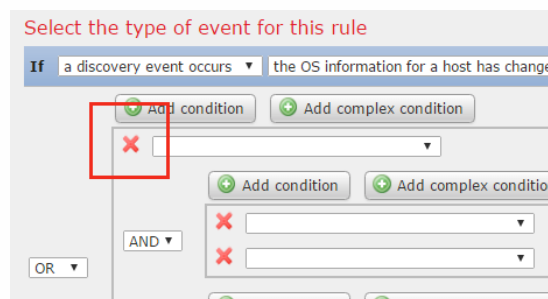 Select the type of event for this rule
If a discovery event occurs the OS information for a host has change
Add condition Add complex condition
Add condition Add complex conditio
AND
OR